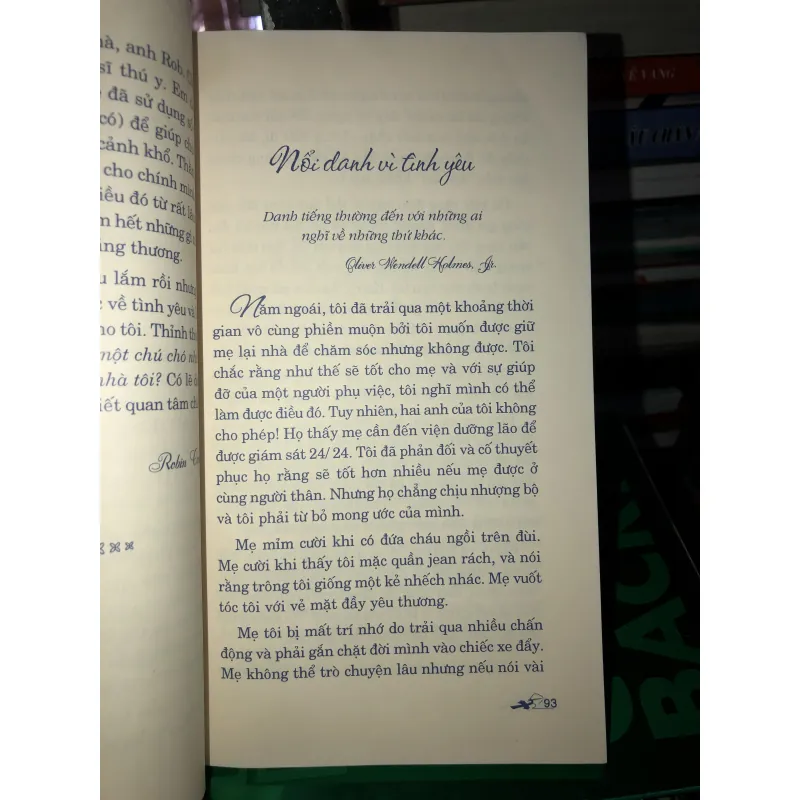 nhà, anh Rob,
sĩ thú y. Em
đã sử dụng
có) để giúp
cảnh khổ.
cho chính
điều đó từ rất
hết những
thương.
lắm rồi
về tình yêu
cho tôi. Thỉnh
một chú chó
nhà tôi? Có lẽ
quan tâm
Robin
Nổi danh vì tình yêu
Danh tiếng thường đến với những ai
nghĩ về những thứ khác.
Oliver Wendell Holmes, Jr.
Năm ngoái, tôi đã trải qua một khoảng thời
gian vô cùng phiền muộn bởi tôi muốn được giữ
mẹ lại nhà để chăm sóc nhưng không được. Tôi
chắc rằng như thế sẽ tốt cho mẹ và với sự giúp
đỡ của một người phụ việc, tôi nghĩ mình có thể
làm được điều đó. Tuy nhiên, hai anh của tôi không
cho phép! Họ thấy mẹ cần đến viện dưỡng lão để
được giám sát 24/ 24. Tôi đã phản đối và cố thuyết
phục họ rằng sẽ tốt hơn nhiều nếu mẹ được ở
cùng người thân. Nhưng họ chẳng chịu nhượng bộ
và tôi phải từ bỏ mong ước của mình.
Mẹ mỉm cười khi có đứa cháu ngồi trên đùi.
Mẹ cười khi thấy tôi mặc quần jean rách, và nói
rằng trông tôi giống một kẻ nhếch nhác. Mẹ vuốt
tóc tôi với vẻ mặt đầy yêu thương.
Mẹ tôi bị mất trí nhớ do trải qua nhiều chấn
động và phải gắn chặt đời mình vào chiếc xe đẩy.
Mẹ không thể trò chuyện lâu nhưng nếu nói vài
93
BACK